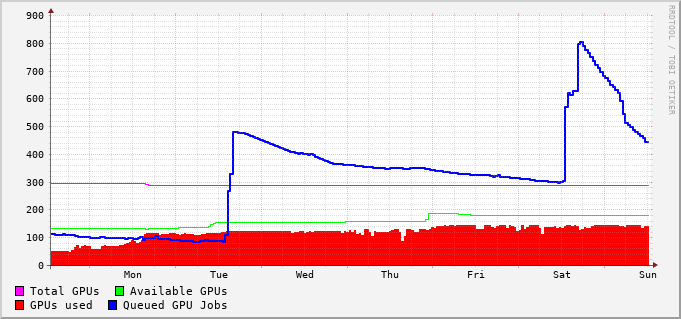 900
800
700
600
500
400
300
200
100
0
Mon Tue Wed Thu Fri Sat Sun
Total GPUs Available GPUs
GPUs used Queued GPU Jobs
RRDTOOL / TOBI OETIKER